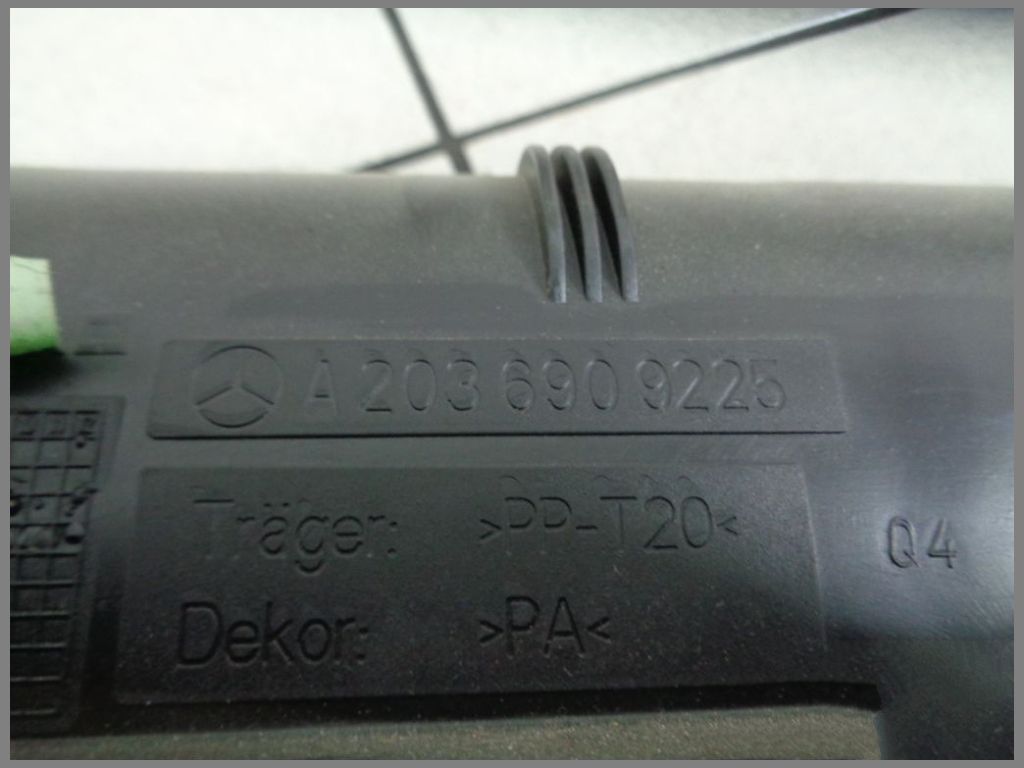 A 203 690 9225
Träger: >PP-T20<
Q4
Dekor: >PA<